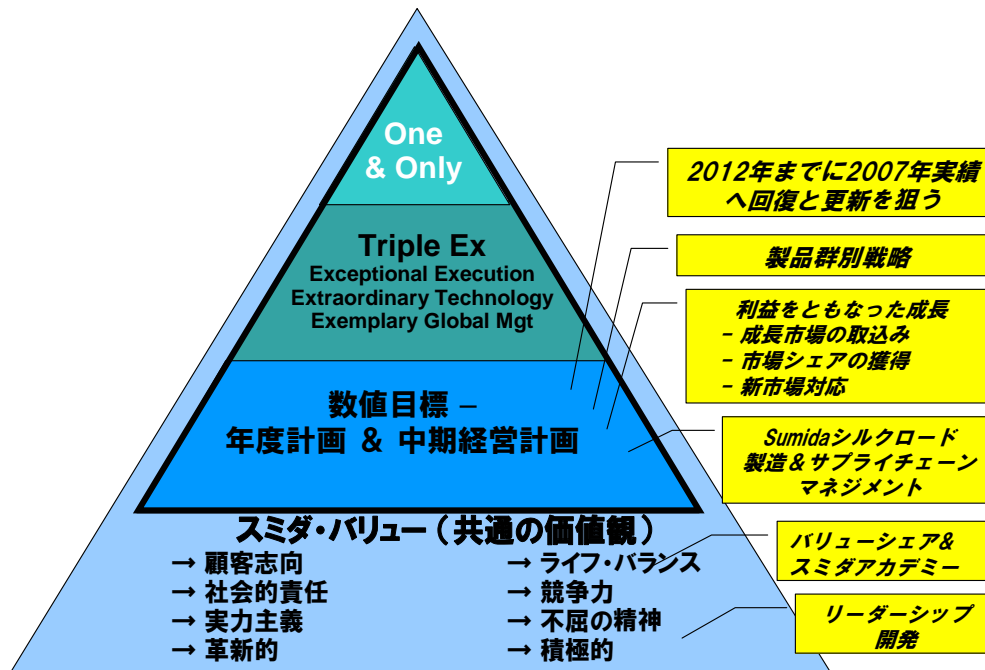 One
& Only
Triple Ex
Exceptional Execution
Extraordinary Technology
Exemplary Global Mgt
数値目標 –
年度計画 & 中期経営計画
スミダ・バリュー(共通の価値観)
→ 顧客志向
→ 社会的責任
→ 実力主義
→ 革新的
→ ライフ・バランス
→ 競争力
→ 不屈の精神
→ 積極的
2012年までに2007年実績
へ回復と更新を狙う
製品群別戦略
利益をともなった成長
- 成長市場の取込み
- 市場シェアの獲得
- 新市場対応
Sumidaシルクロード
製造&サプライチェーン
マネジメント
バリューシェア&
スミダアカデミー
リーダーシップ
開発